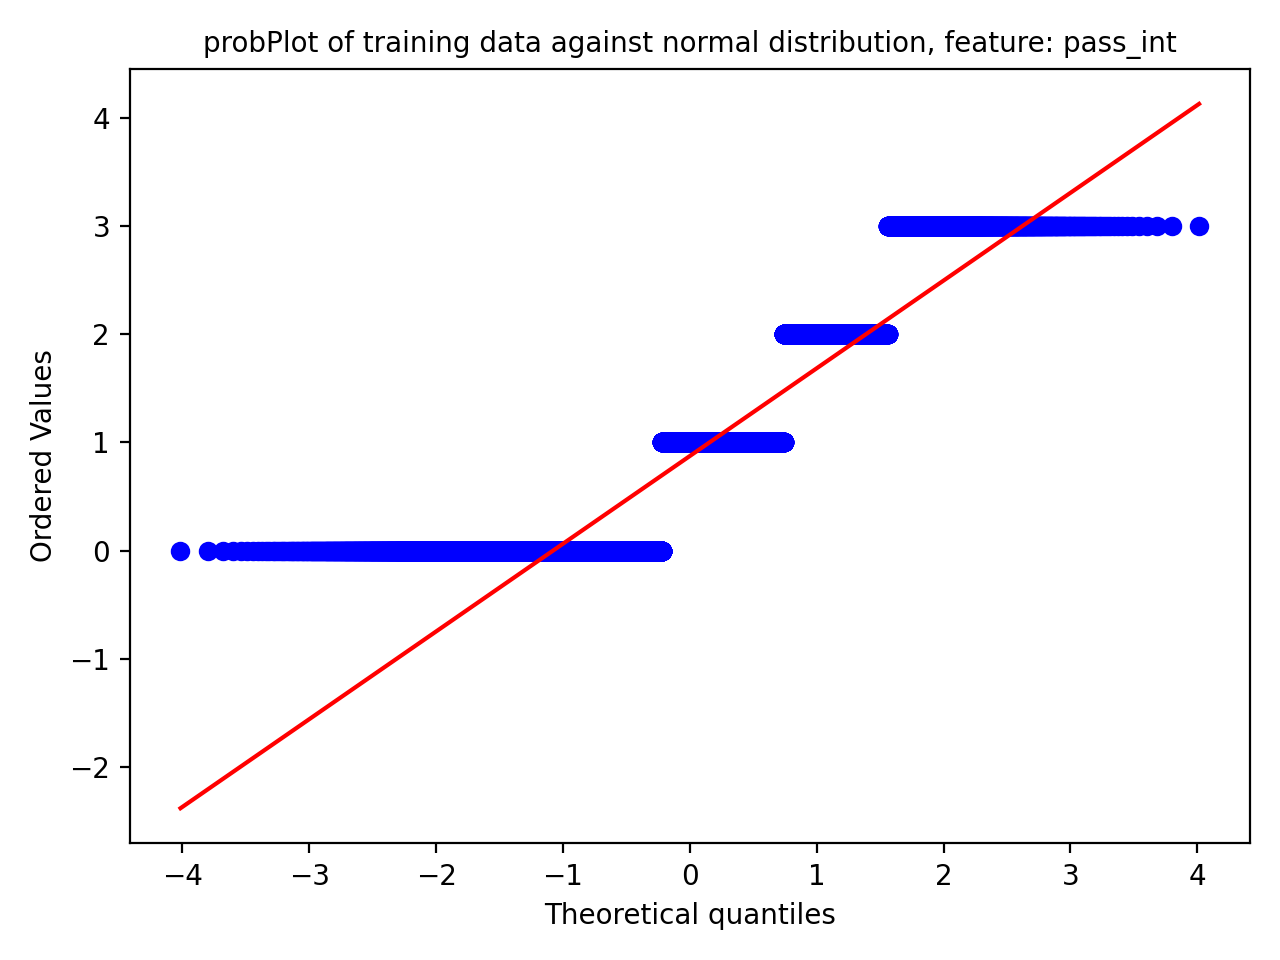 probPlot of training data against normal distribution, feature: pass_int
4
3
2
1
0
−1
−2
Ordered Values
−4 −3 −2 −1 0 1 2 3 4
Theoretical quantiles